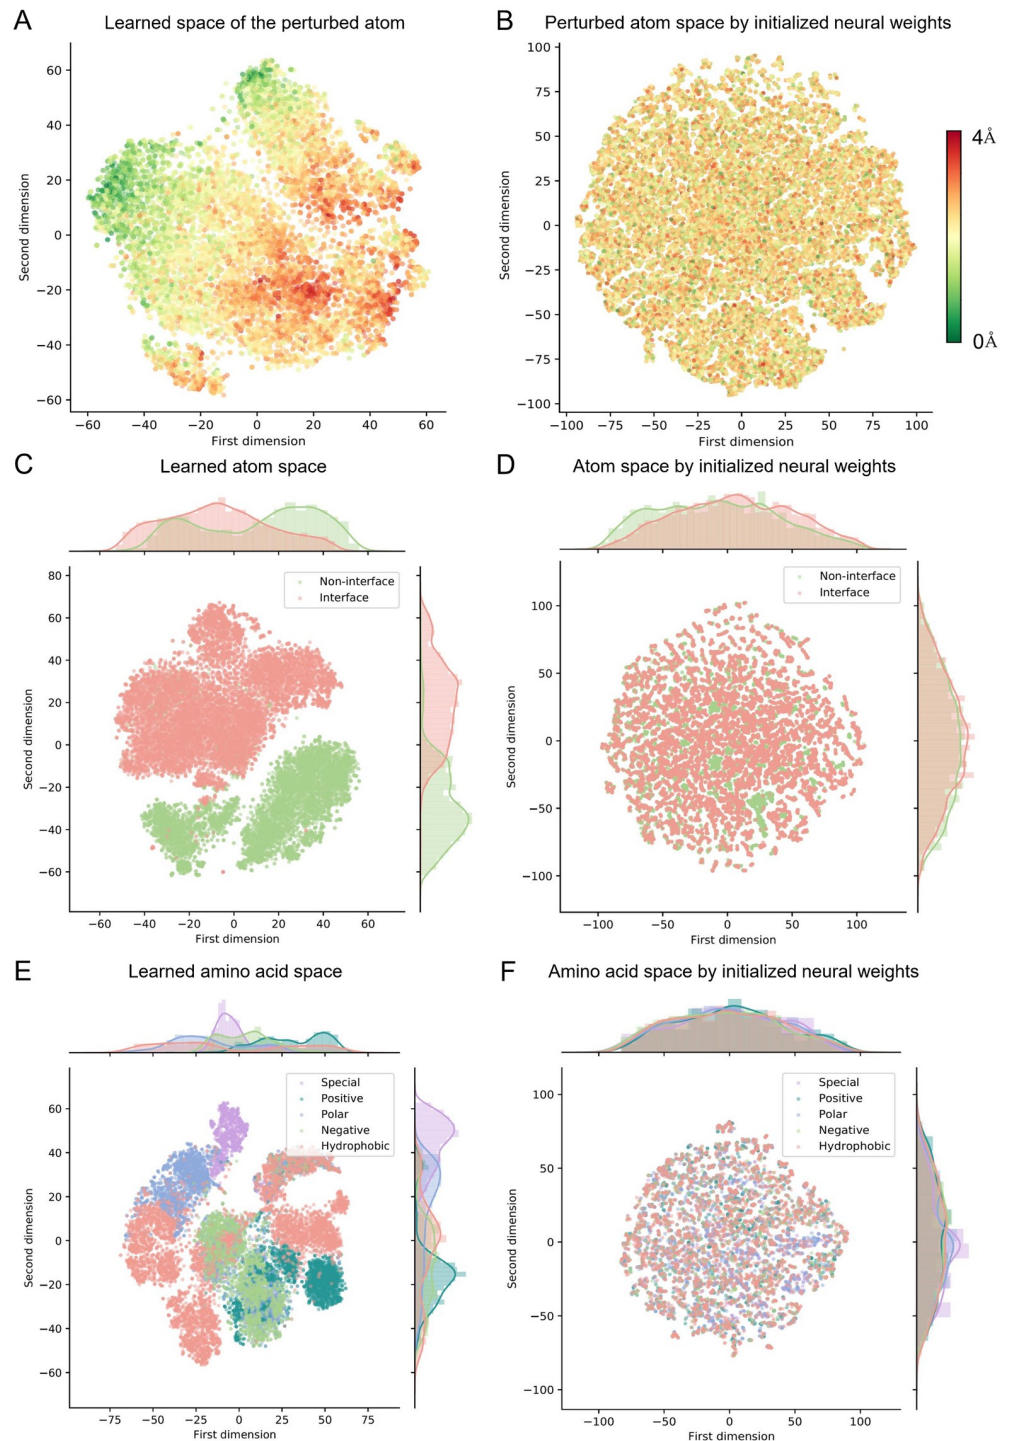 A
Learned space of the perturbed atom
60
40
20
0
−20
−40
−60
Second dimension
−60 −40 −20 0 20 40 60
First dimension
B
Perturbed atom space by initialized neural weights
100
75
50
25
0
−25
−50
−75
−100
Second dimension
−100 −75 −50 −25 0 25 50 75 100
First dimension
4Å
0Å
C
Learned atom space
Non-interface
Interface
80
60
40
20
0
−20
−40
−60
Second dimension
−60 −40 −20 0 20 40 60
First dimension
D
Atom space by initialized neural weights
Non-interface
Interface
100
50
0
−50
−100
Second dimension
−100 −50 0 50 100
First dimension
E
Learned amino acid space
Special
Positive
Polar
Negative
Hydrophobic
60
40
20
0
−20
−40
−60
Second dimension
−75 −50 −25 0 25 50 75
First dimension
F
Amino acid space by initialized neural weights
Special
Positive
Polar
Negative
Hydrophobic
100
50
0
−50
−100
Second dimension
−100 −50 0 50 100
First dimension